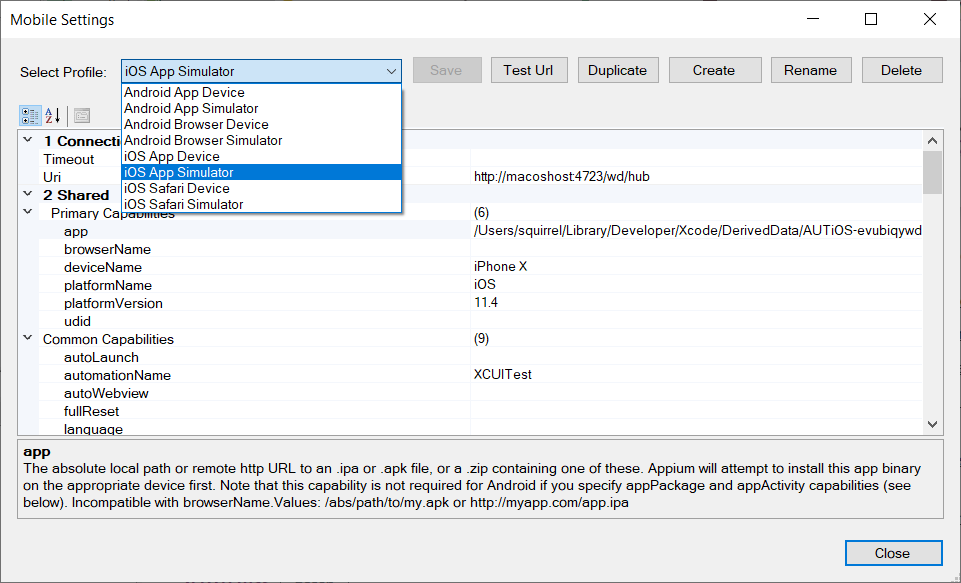 Mobile Settings
Select Profile: iOS App Simulator Save Test Url Duplicate Create Rename Delete
Android App Device
Android App Simulator
Android Browser Device
Android Browser Simulator
iOS App Device
iOS App Simulator
iOS Safari Device
iOS Safari Simulator
1 Connecti
Timeout
Uri http://macoshost:4723/wd/hub
2 Shared
Primary Capabilities (6)
app /Users/squirrel/Library/Developer/Xcode/DerivedData/AUTiOS-evubiqywd
browserName
deviceName iPhone X
platformName iOS
platformVersion 11.4
udid
Common Capabilities (9)
autoLaunch
automationName XCUITest
autoWebview
fullReset
language
app
The absolute local path or remote http URL to an .ipa or .apk file, or a .zip containing one of these. Appium will attempt to install this app binary
on the appropriate device first. Note that this capability is not required for Android if you specify appPackage and appActivity capabilities (see
below). Incompatible with browserName.Values: /abs/path/to/my.apk or http://myapp.com/app.ipa
Close